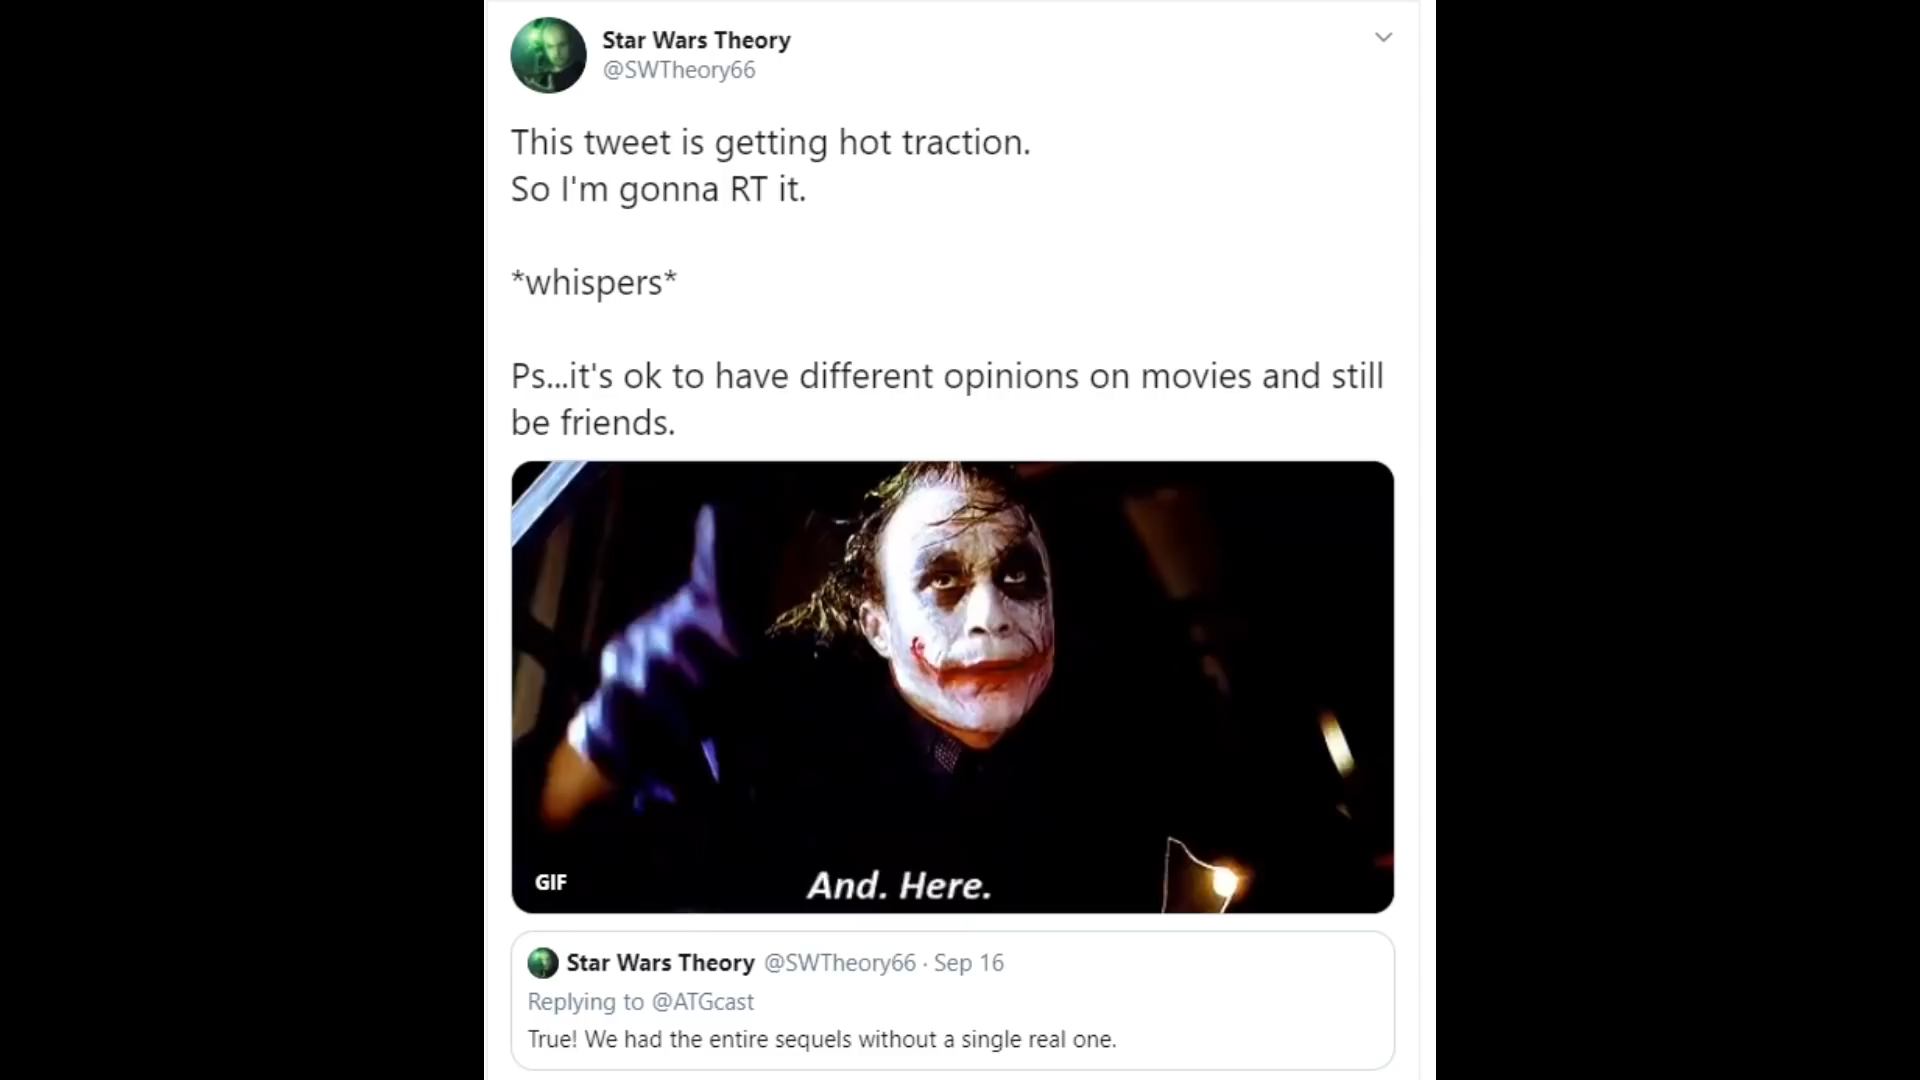 Star Wars Theory
@SWTheory66
This tweet is getting hot traction.
So I'm gonna RT it.
*whispers*
Ps...it's ok to have different opinions on movies and still
be friends.
GIF
And. Here.
Star Wars Theory @SWTheory66 · Sep 16
Replying to @ATGcast
True! We had the entire sequels without a single real one.